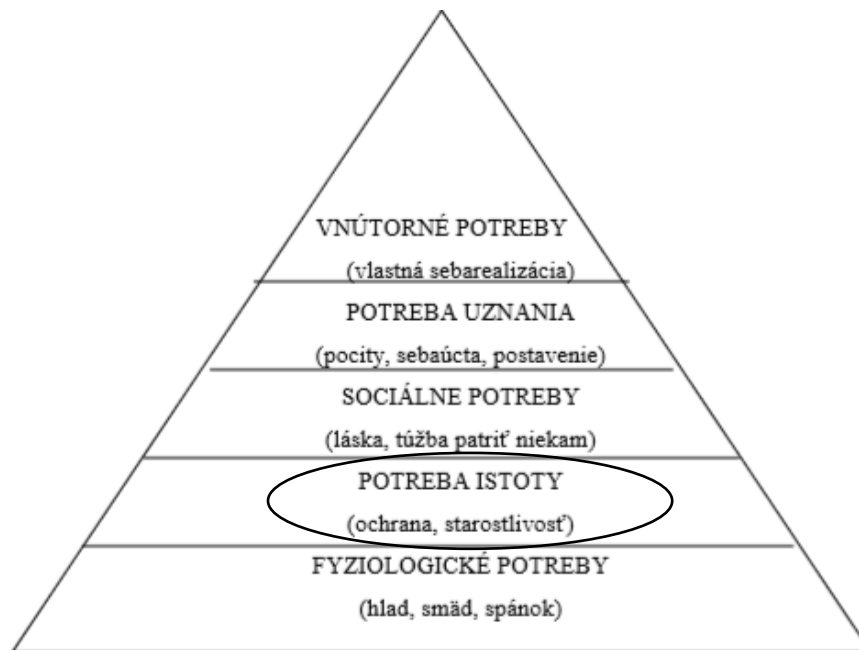 VNÚTORNÉ POTREBY
(vlastná sebarealizácia)
POTREBA UZNANIA
(pocity, sebaúcta, postavenie)
SOCIÁLNE POTREBY
(láska, túžba patriť niekam)
POTREBA ISTOTY
(ochrana, starostlivosť)
FYZIOLOGICKÉ POTREBY
(hlad, smäd, spánok)